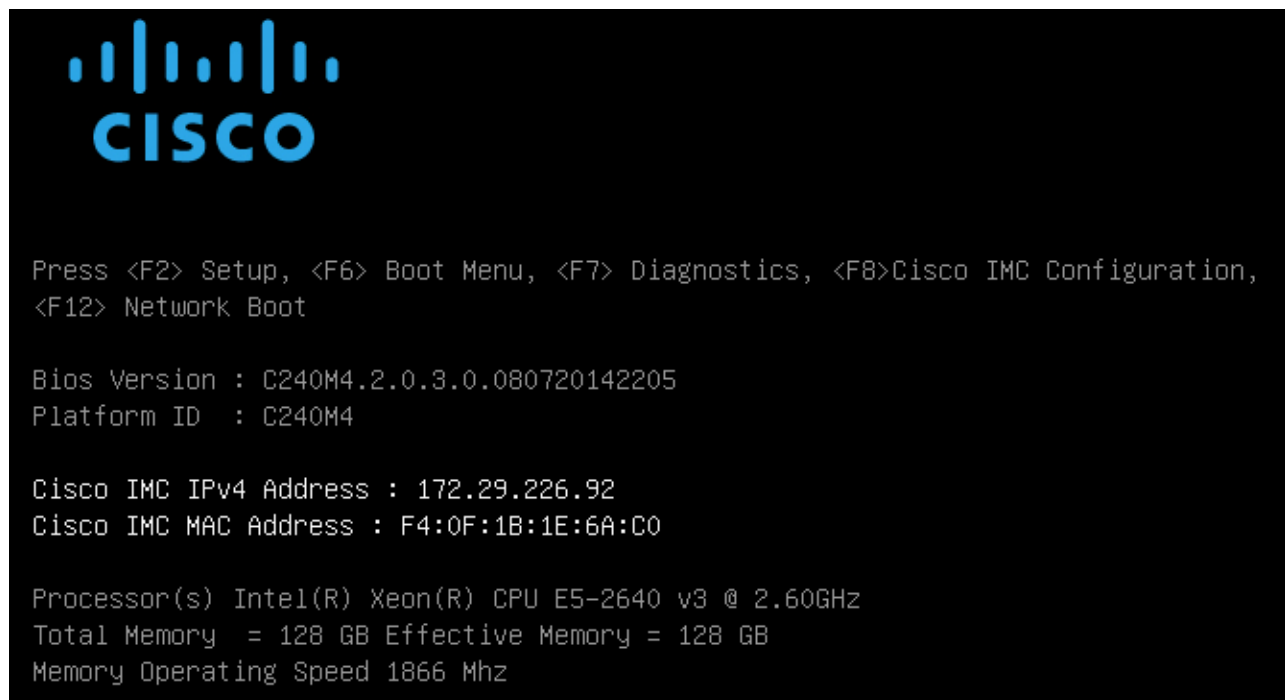 CISCO
Press <F2> Setup, <F6> Boot Menu, <F7> Diagnostics, <F8>Cisco IMC Configuration,
<F12> Network Boot
Bios Version : C240M4.2.0.3.0.080720142205
Platform ID  : C240M4
Cisco IMC IPv4 Address : 172.29.226.92
Cisco IMC MAC Address : F4:0F:1B:1E:6A:C0
Processor(s) Intel(R) Xeon(R) CPU E5-2640 v3 @ 2.60GHz
Total Memory  = 128 GB Effective Memory = 128 GB
Memory Operating Speed 1866 Mhz